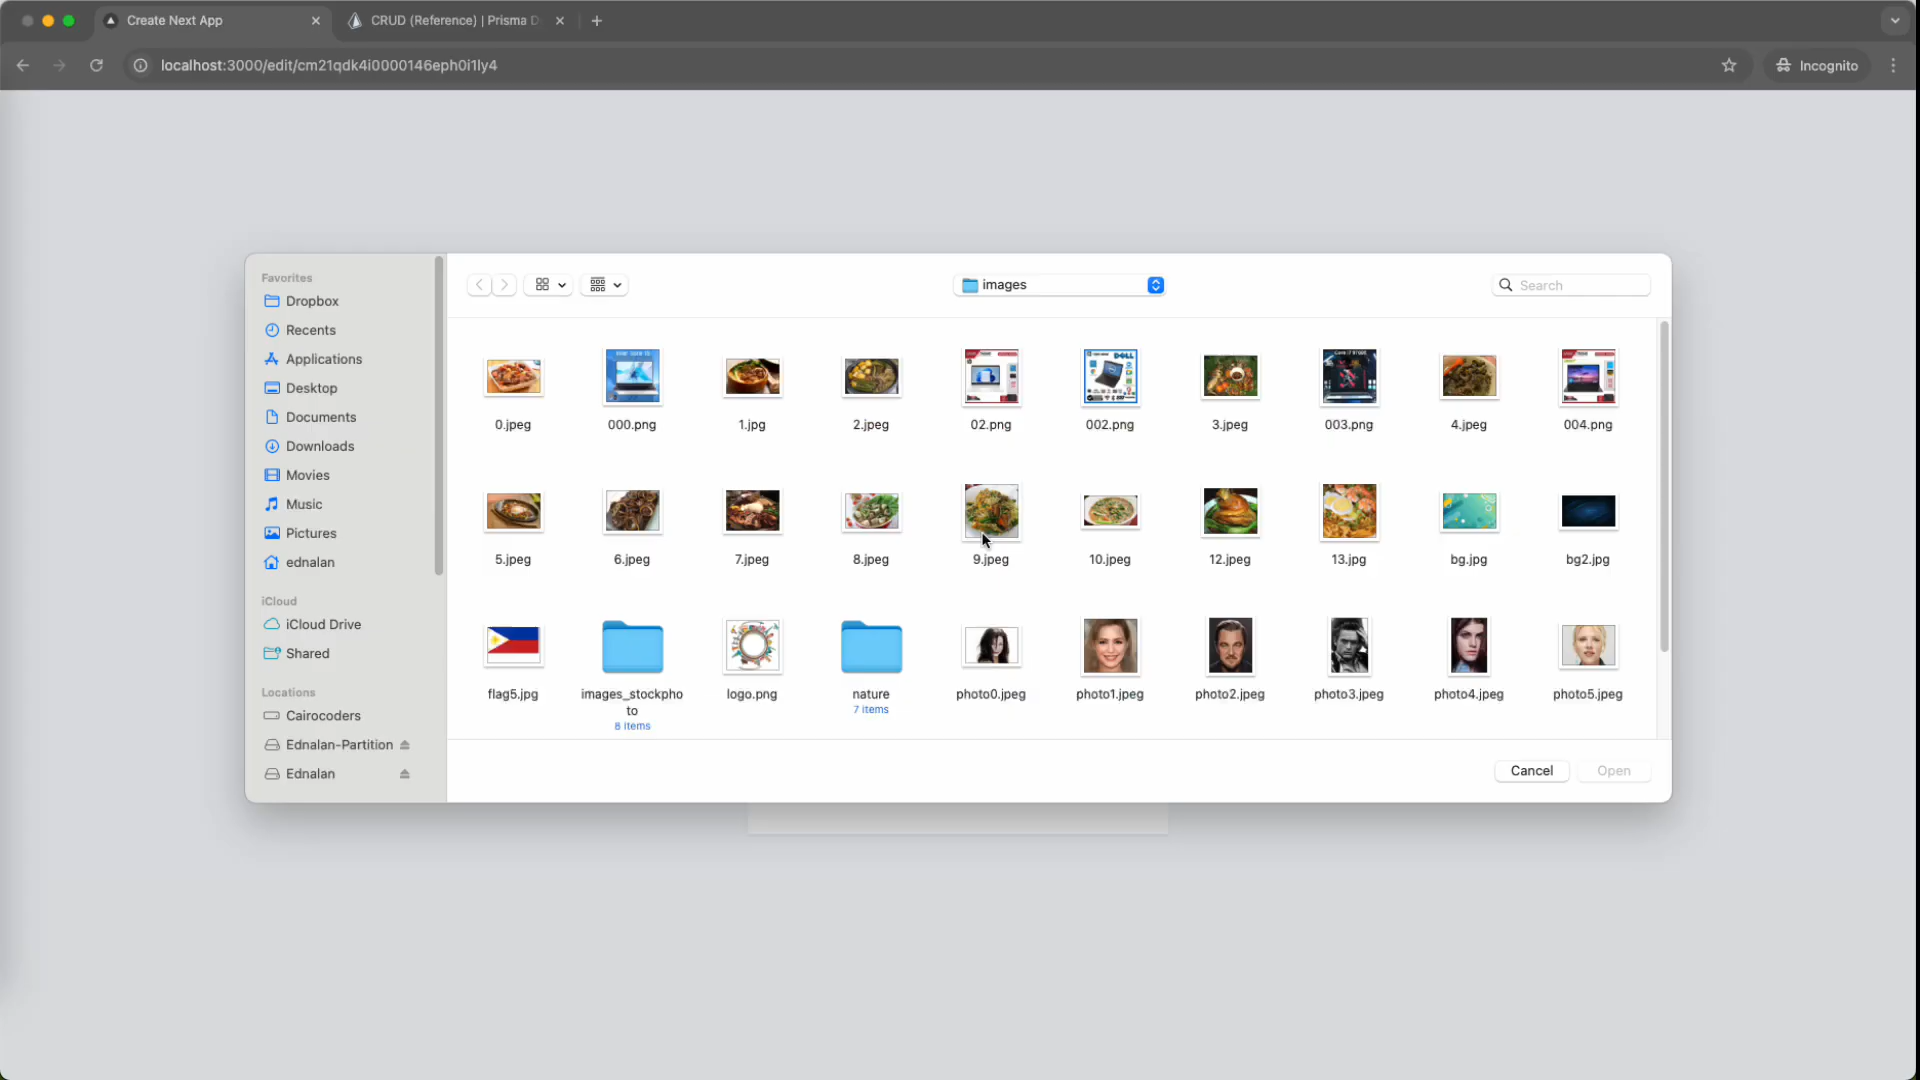 Create Next App
CRUD (Reference) | Prisma D
localhost:3000/edit/cm21qdk4i0000146eph0i1ly4
Incognito
Favorites
Dropbox
Recents
Applications
Desktop
Documents
Downloads
Movies
Music
Pictures
ednalan
iCloud
iCloud Drive
Shared
Locations
Cairocoders
Ednalan-Partition
Ednalan
images
Search
0.jpeg
000.png
1.jpg
2.jpeg
02.png
002.png
3.jpeg
003.png
4.jpeg
004.png
5.jpeg
6.jpeg
7.jpeg
8.jpeg
9.jpeg
10.jpeg
12.jpeg
13.jpg
bg.jpg
bg2.jpg
flag5.jpg
images_stockpho
to
8 items
logo.png
nature
7 items
photo0.jpeg
photo1.jpeg
photo2.jpeg
photo3.jpeg
photo4.jpeg
photo5.jpeg
Cancel
Open